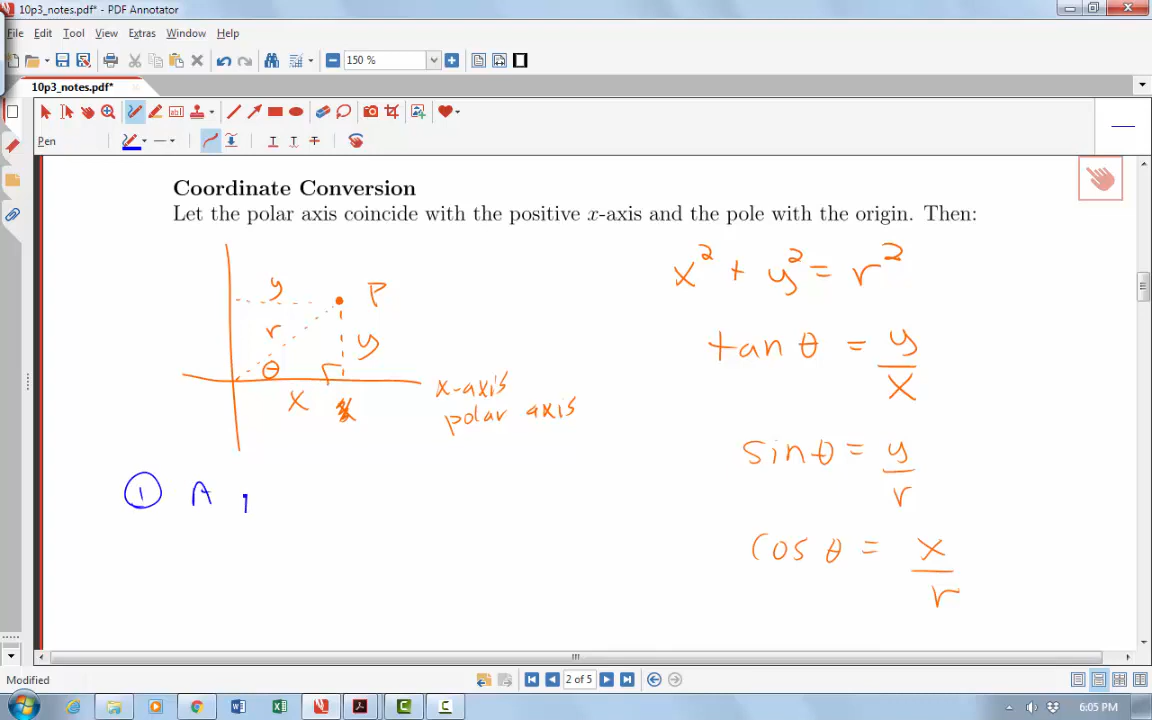 10p3_notes.pdf* - PDF Annotator
File Edit Tool View Extras Window Help
150 %
10p3_notes.pdf*
Pen
Coordinate Conversion
Let the polar axis coincide with the positive x-axis and the pole with the origin. Then:
x² + y² = r²
y
P
r
y
θ
x
x-axis
polar axis
tan θ = y/x
sin θ = y/r
cos θ = x/r
① A
Modified
2 of 5
6:05 PM